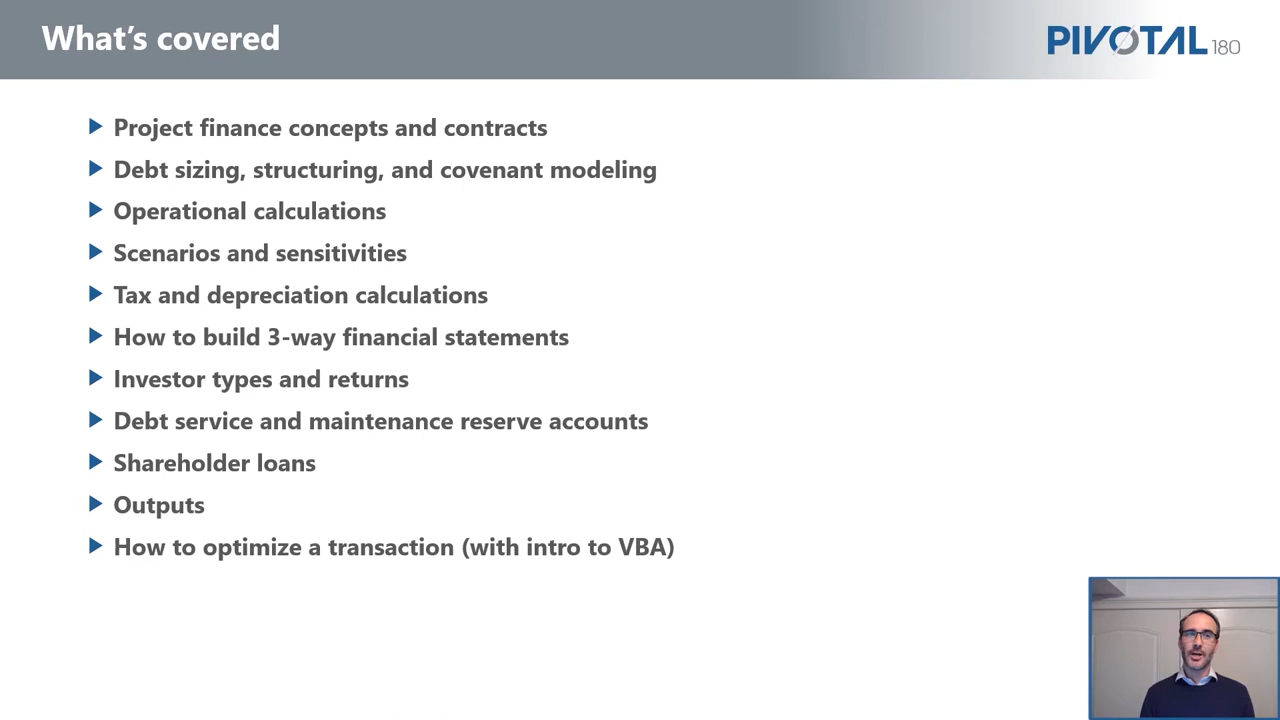 What's covered
PIVOTAL 180
Project finance concepts and contracts
Debt sizing, structuring, and covenant modeling
Operational calculations
Scenarios and sensitivities
Tax and depreciation calculations
How to build 3-way financial statements
Investor types and returns
Debt service and maintenance reserve accounts
Shareholder loans
Outputs
How to optimize a transaction (with intro to VBA)